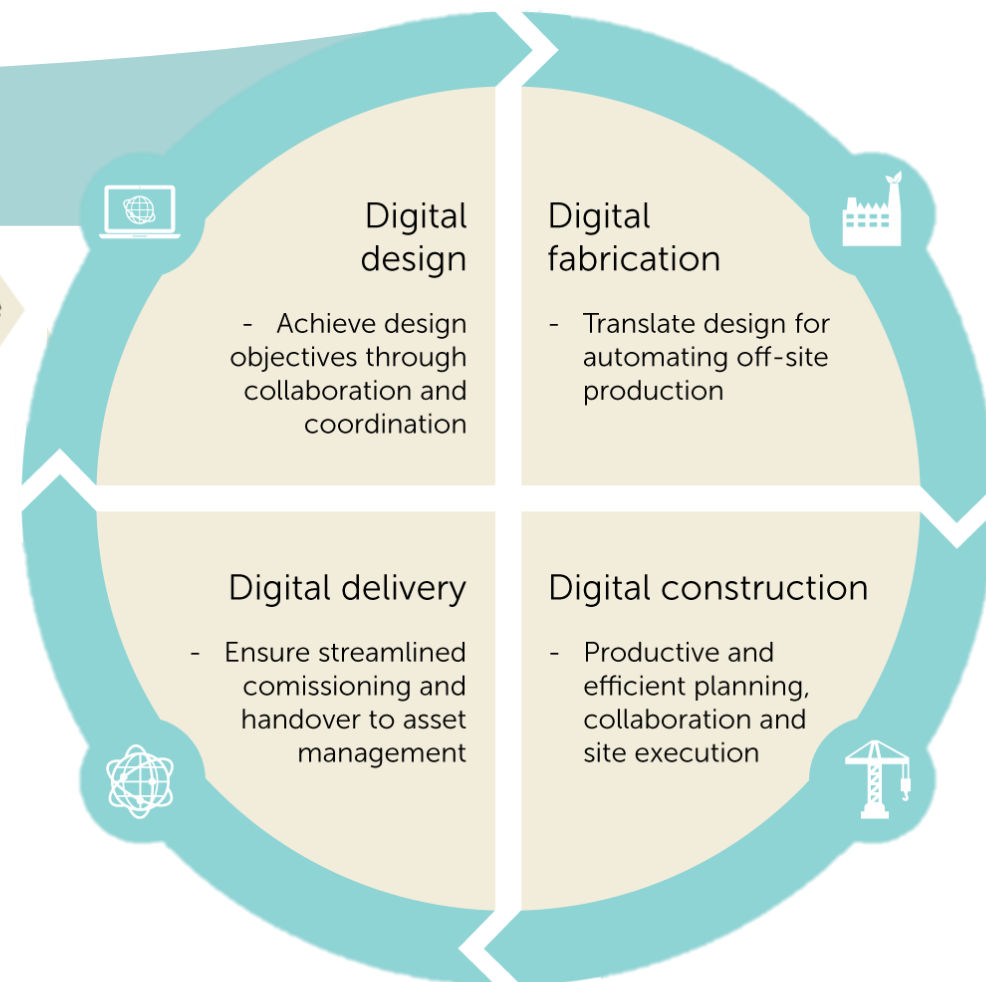 Digital
design
- Achieve design
objectives through
collaboration and
coordination
Digital
fabrication
- Translate design for
automating off-site
production
Digital delivery
- Ensure streamlined
comissioning and
handover to asset
management
Digital construction
- Productive and
efficient planning,
collaboration and
site execution